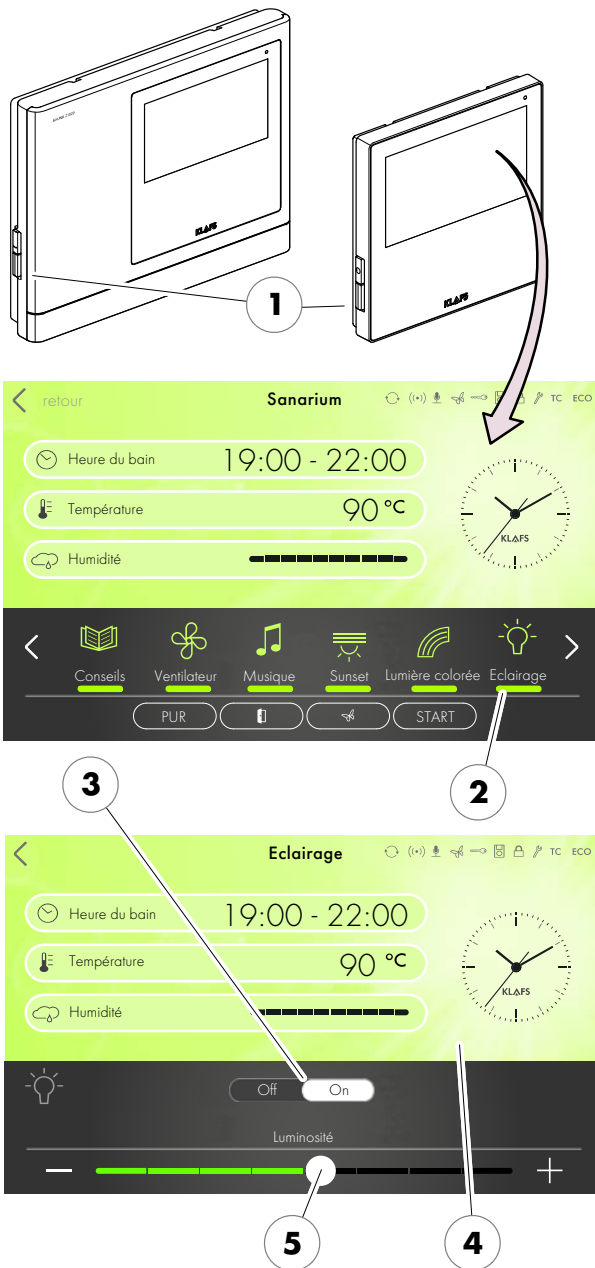 KLAFS
KLAFS
1
retour Sanarium TC ECO
Heure du bain 19:00 - 22:00
Température 90 °C
Humidité
KLAFS
Conseils Ventilateur Musique Sunset Lumière colorée Eclairage
PUR START
3 2
Eclairage TC ECO
Heure du bain 19:00 - 22:00
Température 90 °C
Humidité
KLAFS
Off On
Luminosité
5 4